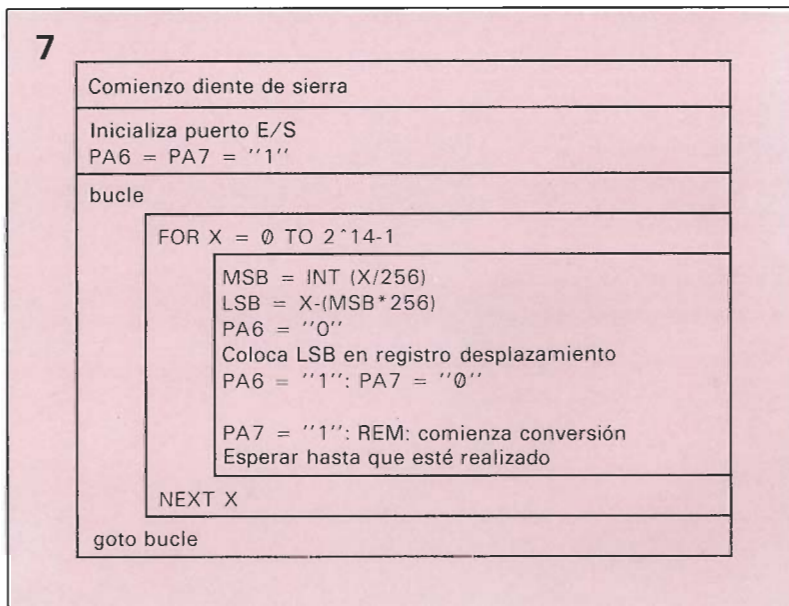 7
Comienzo diente de sierra
Inicializa puerto E/S
PA6 = PA7 = ''1''
bucle
FOR X = Ø TO 2^14-1
MSB = INT (X/256)
LSB = X-(MSB*256)
PA6 = ''0''
Coloca LSB en registro desplazamiento
PA6 = ''1'': PA7 = ''Ø''
PA7 = ''1'': REM: comienza conversión
Esperar hasta que esté realizado
NEXT X
goto bucle